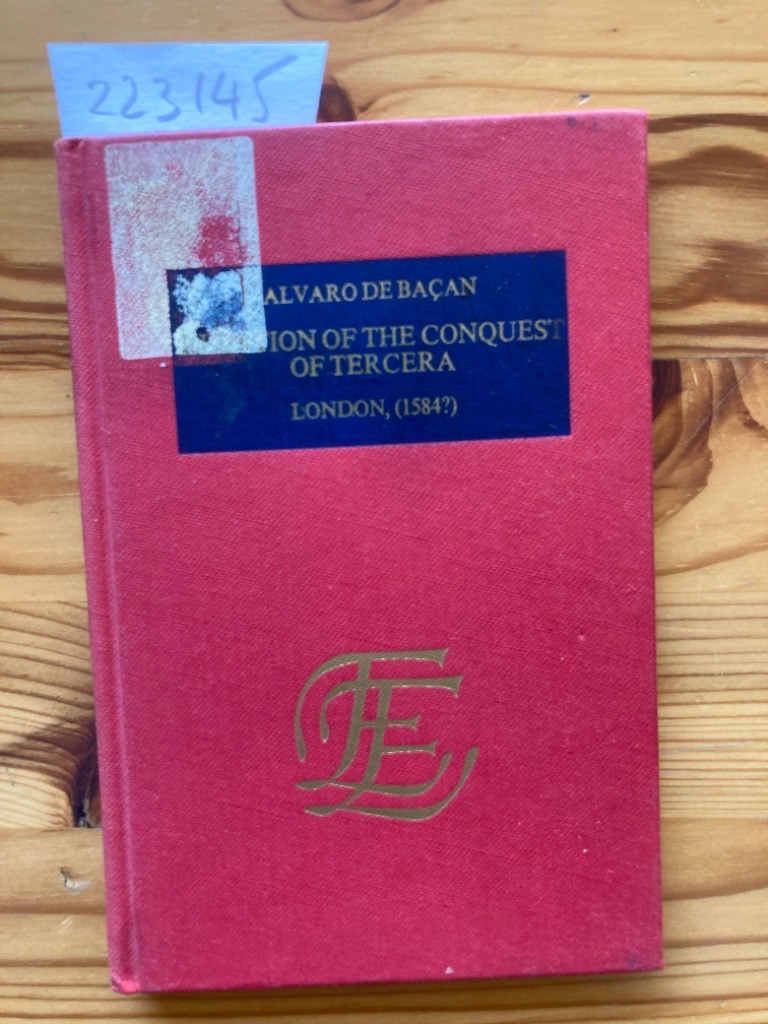 223145
ALVARO DE BAÇAN
OF THE CONQUEST
OF TERCERA
LONDON, (1584?)